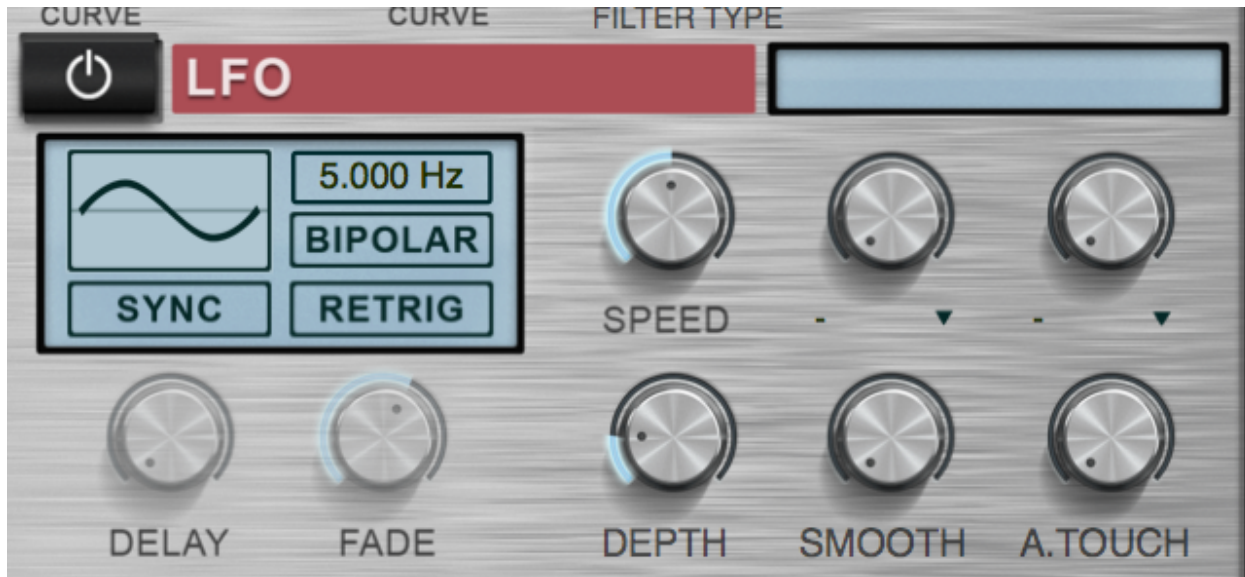 CURVE CURVE FILTER TYPE
LFO
5.000 Hz
BIPOLAR
SYNC RETRIG
SPEED - -
DELAY FADE DEPTH SMOOTH A.TOUCH